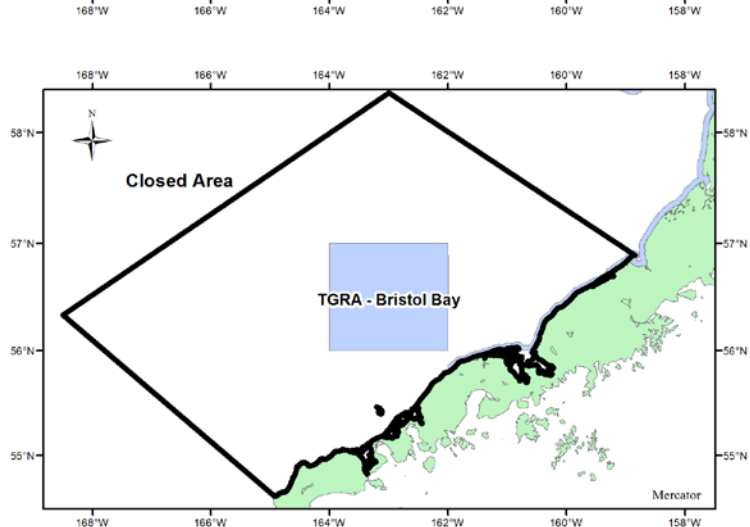 168°W 166°W 164°W 162°W 160°W 158°W
168°W 166°W 164°W 162°W 160°W 158°W
58°N 58°N
N
Closed Area
57°N 57°N
TGRA - Bristol Bay
56°N 56°N
55°N 55°N
Mercator
168°W 166°W 164°W 162°W 160°W 158°W